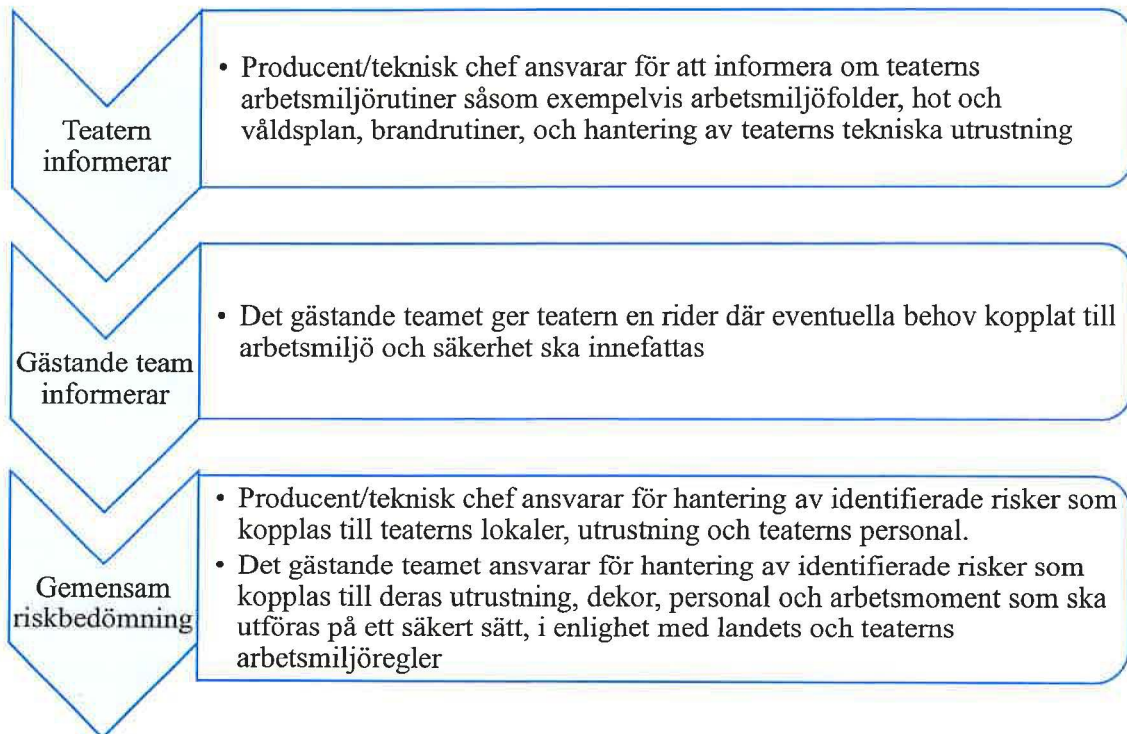 Teatern
informerar
• Producent/teknisk chef ansvarar för att informera om teaterns
arbetsmiljörutiner såsom exempelvis arbetsmiljöfolder, hot och
våldsplan, brandrutiner, och hantering av teaterns tekniska utrustning
Gästande team
informerar
• Det gästande teamet ger teatern en rider där eventuella behov kopplat till
arbetsmiljö och säkerhet ska innefattas
Gemensam
riskbedömning
• Producent/teknisk chef ansvarar för hantering av identifierade risker som
kopplas till teaterns lokaler, utrustning och teaterns personal.
• Det gästande teamet ansvarar för hantering av identifierade risker som
kopplas till deras utrustning, dekor, personal och arbetsmoment som ska
utföras på ett säkert sätt, i enlighet med landets och teaterns
arbetsmiljöregler